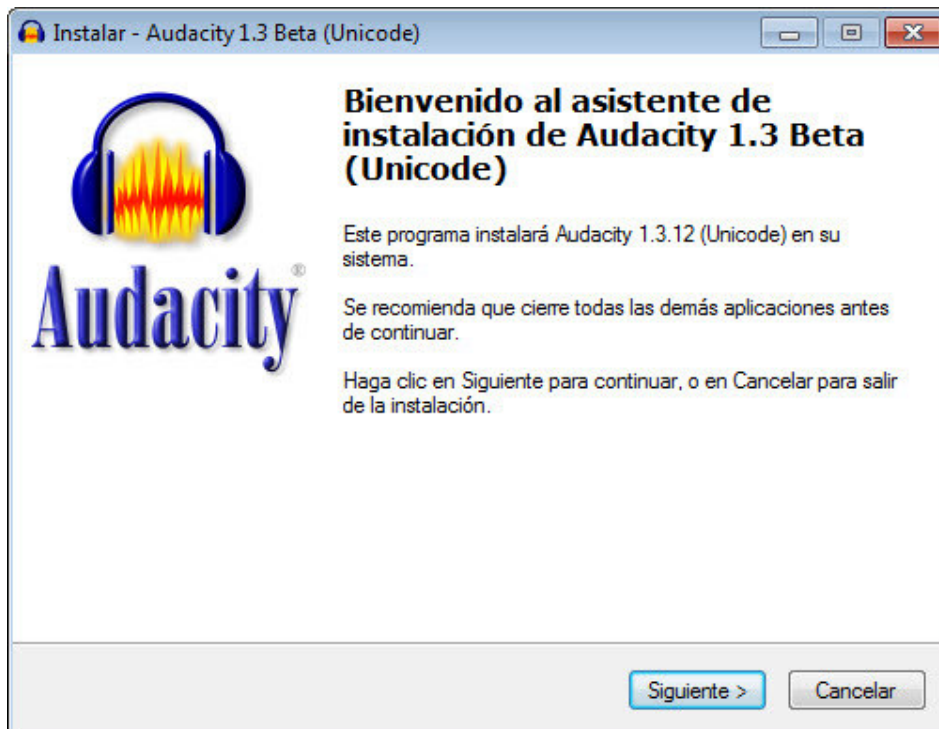 Instalar - Audacity 1.3 Beta (Unicode)
Bienvenido al asistente de
instalación de Audacity 1.3 Beta
(Unicode)
Este programa instalará Audacity 1.3.12 (Unicode) en su
sistema.
Se recomienda que cierre todas las demás aplicaciones antes
de continuar.
Haga clic en Siguiente para continuar, o en Cancelar para salir
de la instalación.
Audacity®
Siguiente >
Cancelar